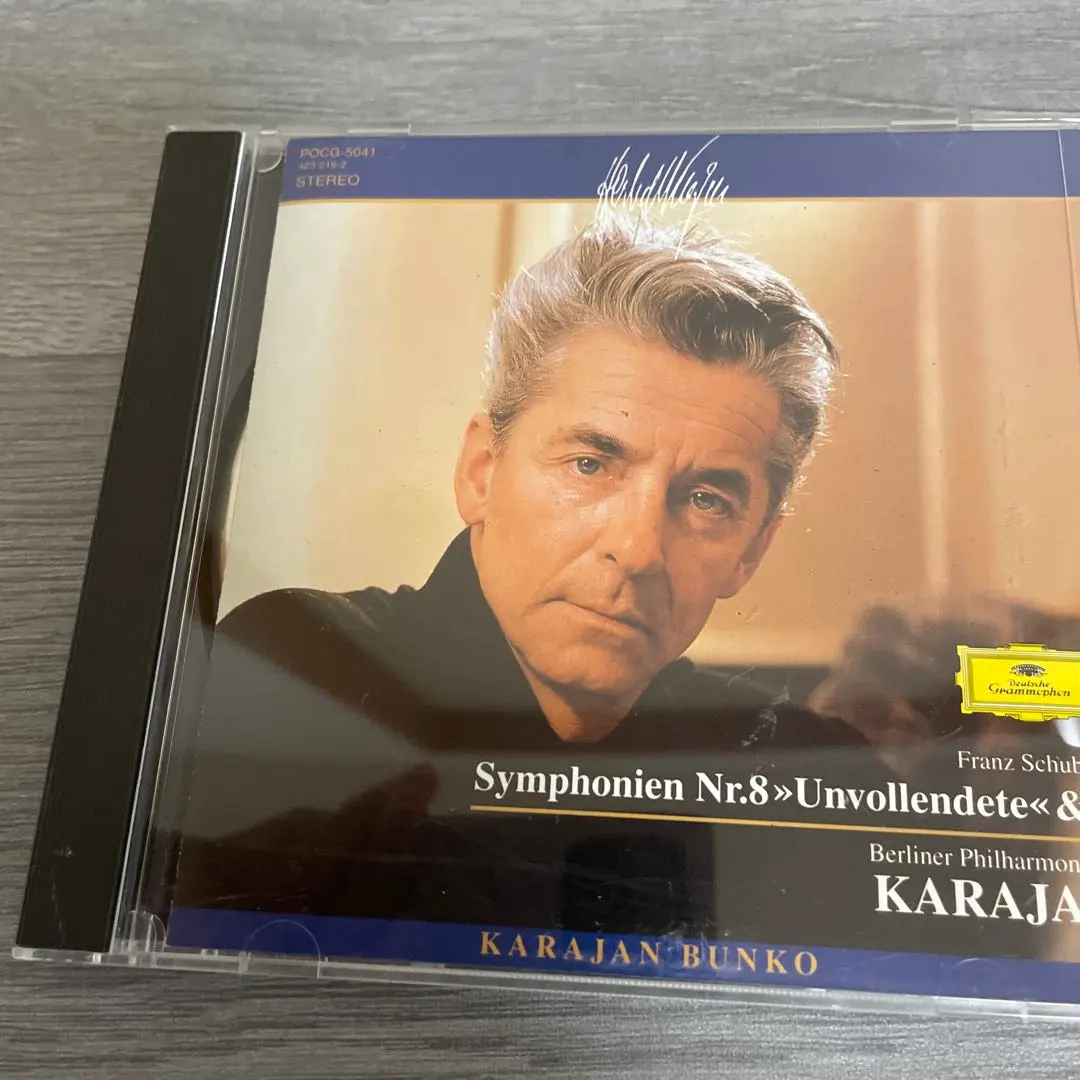 POCG-5041
423 219-2
STEREO
Deutsche
Grammophon
Franz Schub
Symphonien Nr.8 »Unvollendete« &
Berliner Philharmon
KARAJA
KARAJAN BUNKO